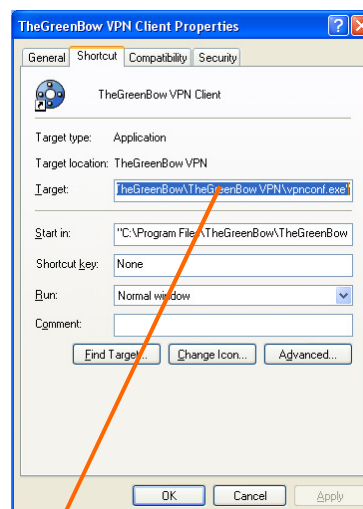 TheGreenBow VPN Client Properties
General Shortcut Compatibility Security
TheGreenBow VPN Client
Target type: Application
Target location: TheGreenBow VPN
Target: TheGreenBow\TheGreenBow VPN\vpnconf.exe"
Start in: "C:\Program Files\TheGreenBow\TheGreenBow
Shortcut key: None
Run: Normal window
Comment:
Find Target... Change Icon... Advanced...
OK Cancel Apply